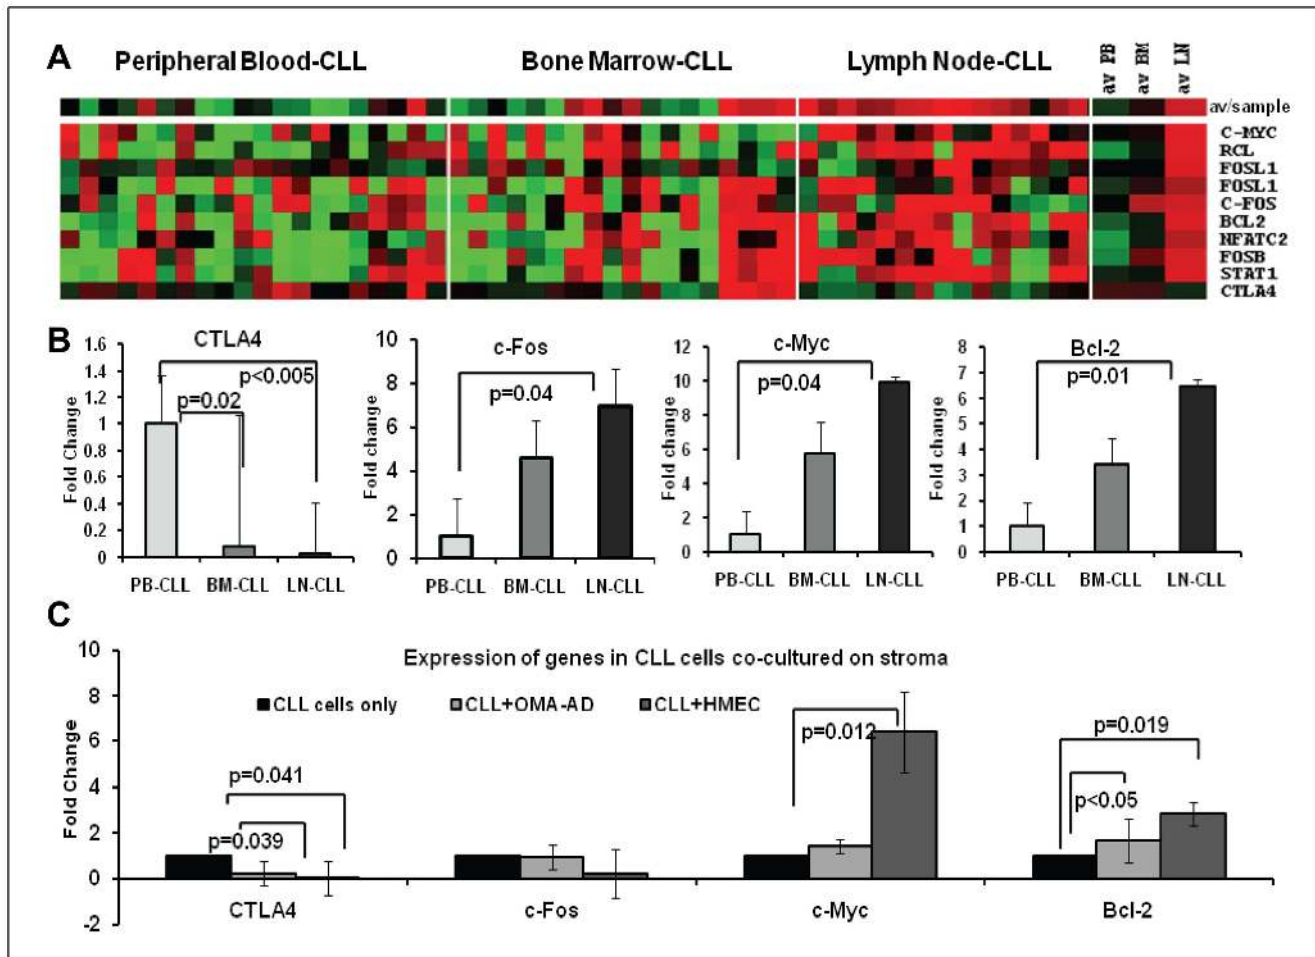 A
Peripheral Blood-CLL
Bone Marrow-CLL
Lymph Node-CLL
av PB
av BM
av LN
av/sample
C-MYC
RCL
FOSL1
FOSL1
C-FOS
BCL2
NFATC2
FOSB
STAT1
CTLA4
B
CTLA4
Fold Change
1.6
1.4
1.2
1
0.8
0.6
0.4
0.2
0
p<0.005
p=0.02
PB-CLL BM-CLL LN-CLL
c-Fos
Fold change
10
8
6
4
2
0
p=0.04
PB-CLL BM-CLL LN-CLL
c-Myc
Fold change
12
10
8
6
4
2
0
p=0.04
PB-CLL BM-CLL LN-CLL
Bcl-2
Fold change
8
7
6
5
4
3
2
1
0
p=0.01
PB-CLL BM-CLL LN-CLL
C
Expression of genes in CLL cells co-cultured on stroma
CLL cells only CLL+OMA-AD CLL+HMEC
Fold Change
10
8
6
4
2
0
-2
p=0.041
p=0.039
p=0.012
p=0.019
p<0.05
CTLA4 c-Fos c-Myc Bcl-2